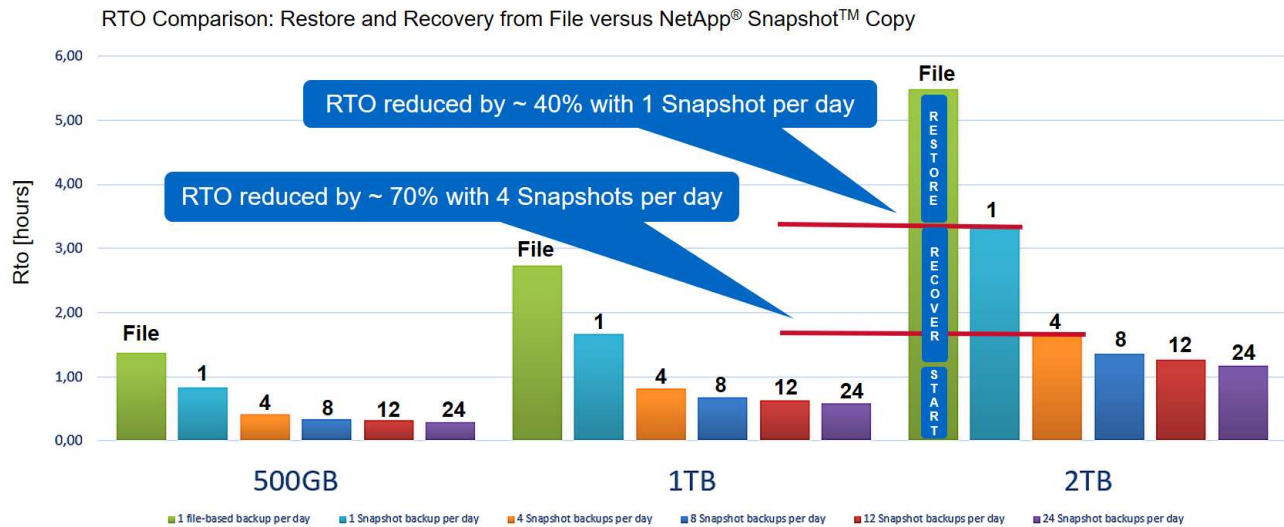 RTO Comparison: Restore and Recovery from File versus NetApp® Snapshot™ Copy
6,00
5,00
4,00
3,00
2,00
1,00
0,00
Rto [hours]
RTO reduced by ~ 40% with 1 Snapshot per day
RTO reduced by ~ 70% with 4 Snapshots per day
File
1
4
8
12
24
File
1
4
8
12
24
File
RESTORE
RECOVER
START
1
4
8
12
24
500GB
1TB
2TB
1 file-based backup per day
1 Snapshot backup per day
4 Snapshot backups per day
8 Snapshot backups per day
12 Snapshot backups per day
24 Snapshot backups per day